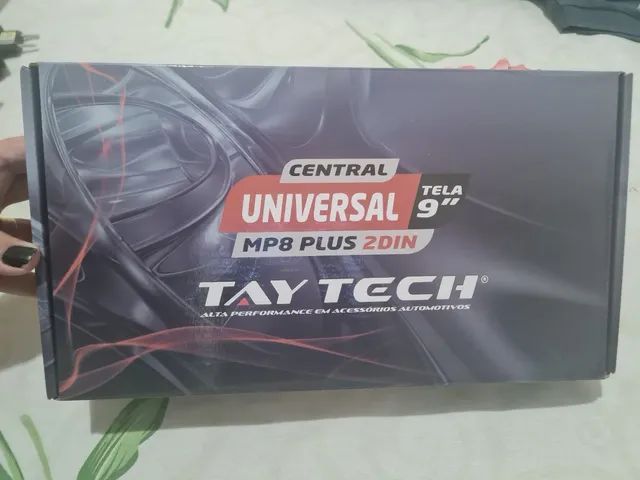 CENTRAL
UNIVERSAL
TELA
9"
MP8 PLUS 2DIN
TAY TECH®
ALTA PERFORMANCE EM ACESSÓRIOS AUTOMOTIVOS